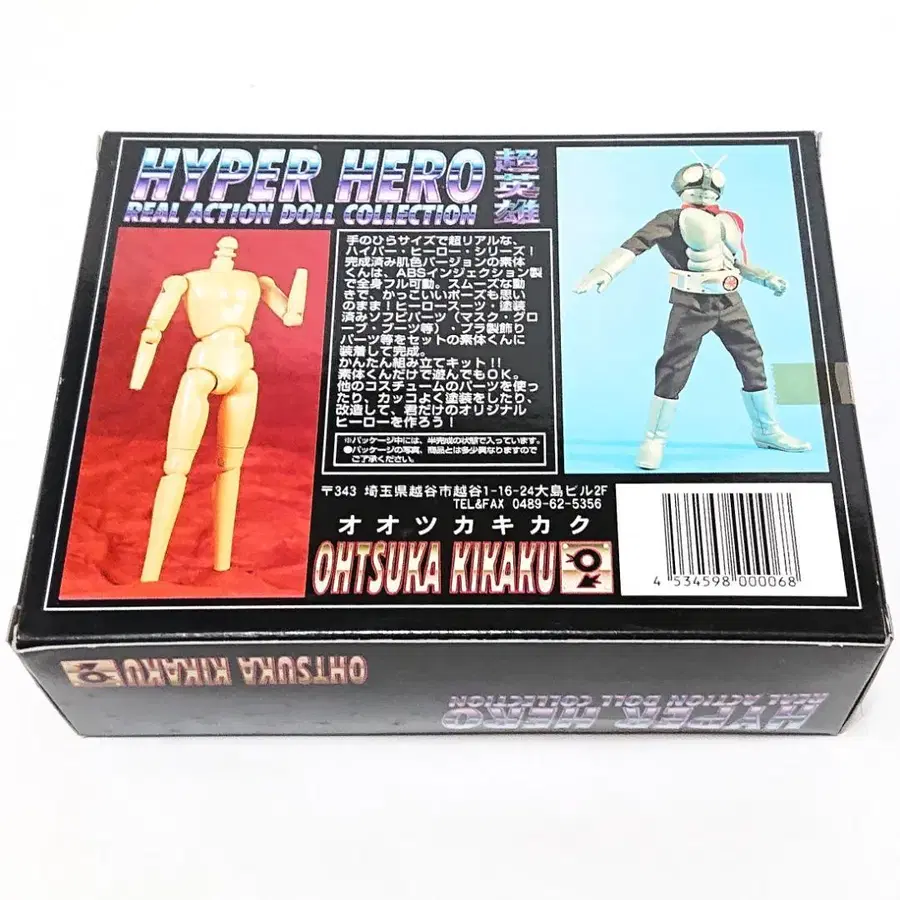 HYPER HERO 超英雄
REAL ACTION DOLL COLLECTION
手のひらサイズで超リアルな、
ハイパー・ヒーロー・シリーズ！
完成済み肌色バージョンの素体
くんは、ABSインジェクション製
で全身フル可動。スムーズな動
きで、かっこいいポーズも思い
のまま！ヒーロースーツ・塗装
済みソフビパーツ（マスク・グロ
ーブ・ブーツ等）・プラ製飾り
パーツ等をセットの素体くんに
装着して完成。
かんたん組み立てキット！！
素体くんだけで遊んでもOK。
他のコスチュームのパーツを使っ
たり、カッコよく塗装をしたり、
改造して、君だけのオリジナル
ヒーローを作ろう！
※パッケージ中には、半完成の状態で入っています。
●パッケージの写真、商品とは多少異なりますので
ご了承ください。
〒343 埼玉県越谷市越谷1-16-24大島ビル2F
TEL&FAX 0489-62-5356
オオツカキカク
OHTSUKA KIKAKU
4 534598 000068
OHTSUKA KIKAKU
HYPER HERO
REAL ACTION DOLL COLLECTION